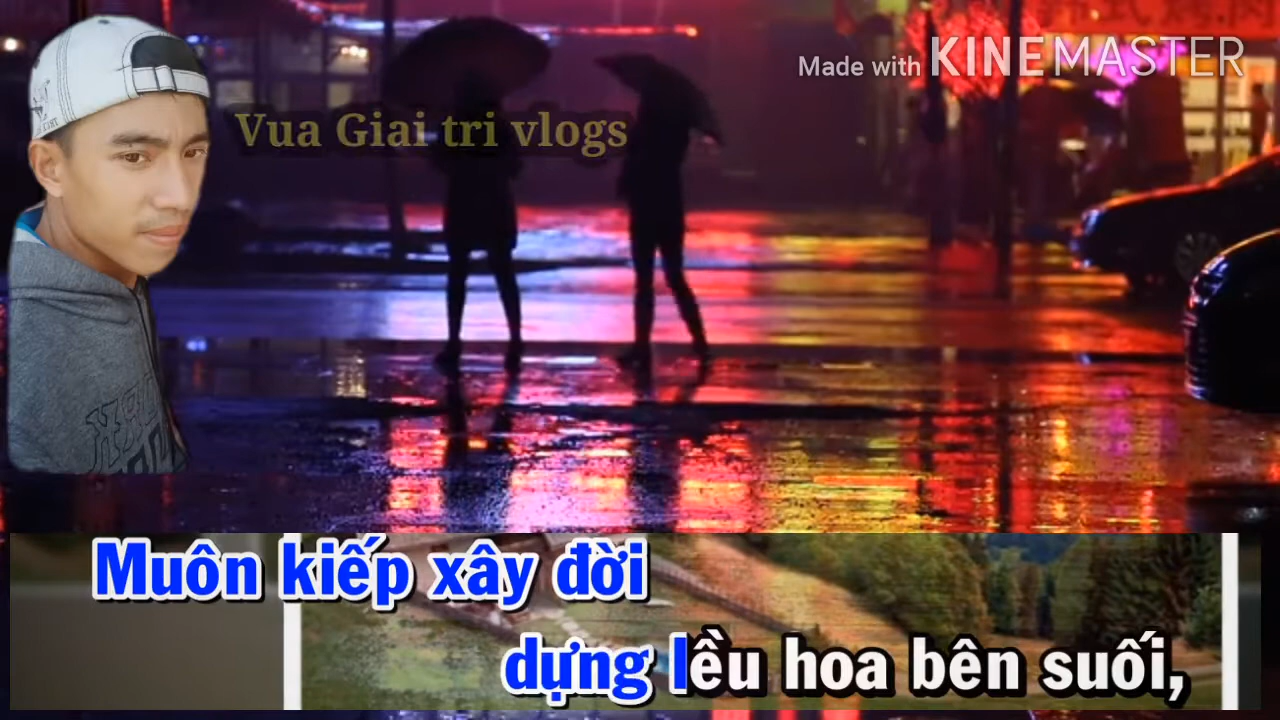 Made with KINEMASTER
Vua Giai tri vlogs
Muôn kiếp xây đời
dựng lều hoa bên suối,